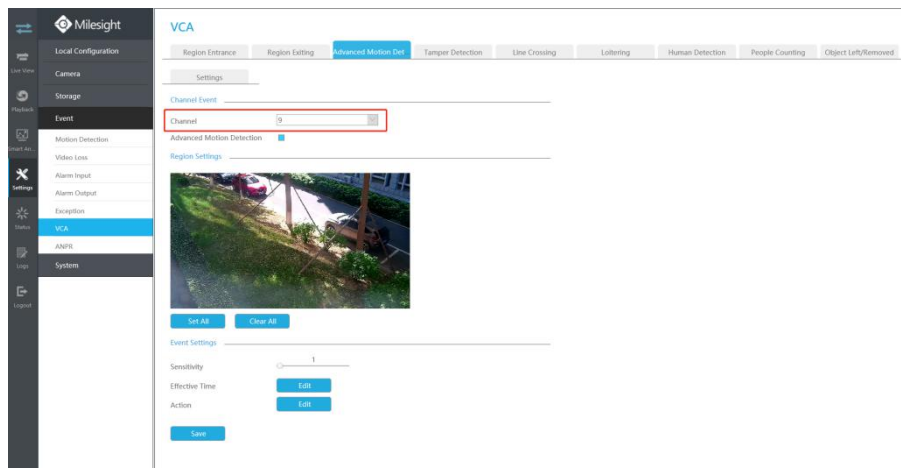 Milesight
Live View
Playback
Smart An..
Settings
Status
Logs
Logout
Local Configuration
Camera
Storage
Event
Motion Detection
Video Loss
Alarm Input
Alarm Output
Exception
VCA
ANPR
System
VCA
Region Entrance Region Exiting Advanced Motion Det Tamper Detection Line Crossing Loitering Human Detection People Counting Object Left/Removed
Settings
Channel Event
Channel 9
Advanced Motion Detection
Region Settings
Set All Clear All
Event Settings
Sensitivity 1
Effective Time Edit
Action Edit
Save